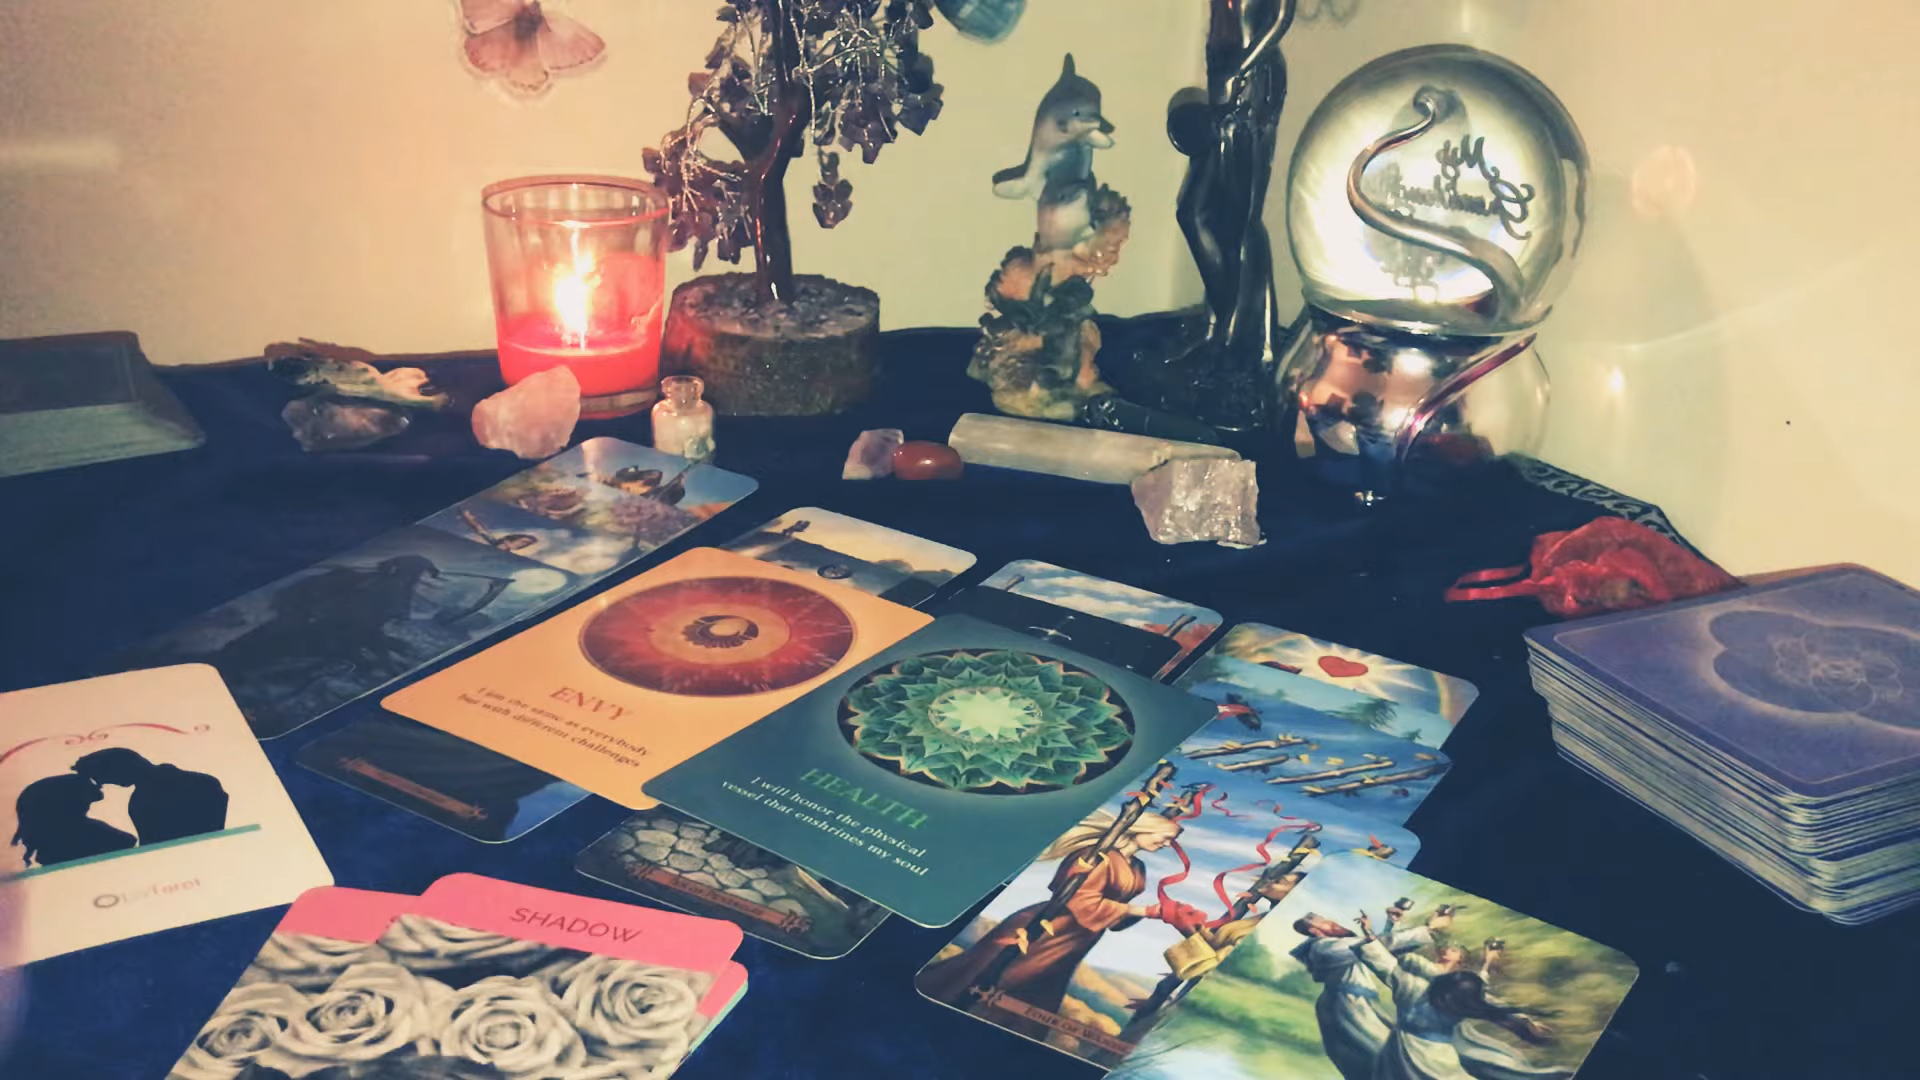 My
ENVY
I am the same as everybody
but with different challenges
HEALTH
I will honor the physical
vessel that enshrines my soul
SHADOW
FOUR OF WANDS